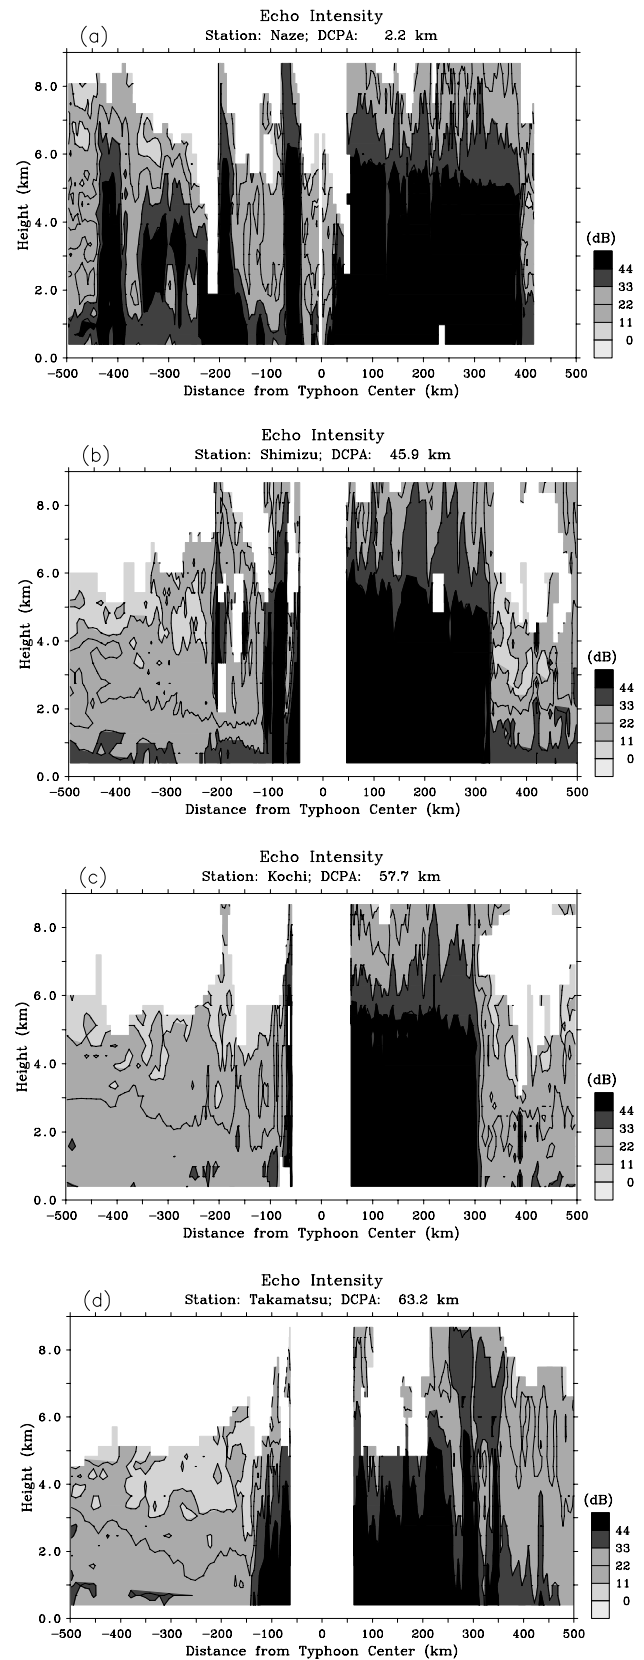 Echo Intensity
(a)
Station: Naze; DCPA: 2.2 km
8.0
6.0
4.0
2.0
0.0
Height (km)
(dB)
44
33
22
11
0
-500 -400 -300 -200 -100 0 100 200 300 400 500
Distance from Typhoon Center (km)
Echo Intensity
(b)
Station: Shimizu; DCPA: 45.9 km
8.0
6.0
4.0
2.0
0.0
Height (km)
(dB)
44
33
22
11
0
-500 -400 -300 -200 -100 0 100 200 300 400 500
Distance from Typhoon Center (km)
Echo Intensity
(c)
Station: Kochi; DCPA: 57.7 km
8.0
6.0
4.0
2.0
0.0
Height (km)
(dB)
44
33
22
11
0
-500 -400 -300 -200 -100 0 100 200 300 400 500
Distance from Typhoon Center (km)
Echo Intensity
(d)
Station: Takamatsu; DCPA: 63.2 km
8.0
6.0
4.0
2.0
0.0
Height (km)
(dB)
44
33
22
11
0
-500 -400 -300 -200 -100 0 100 200 300 400 500
Distance from Typhoon Center (km)